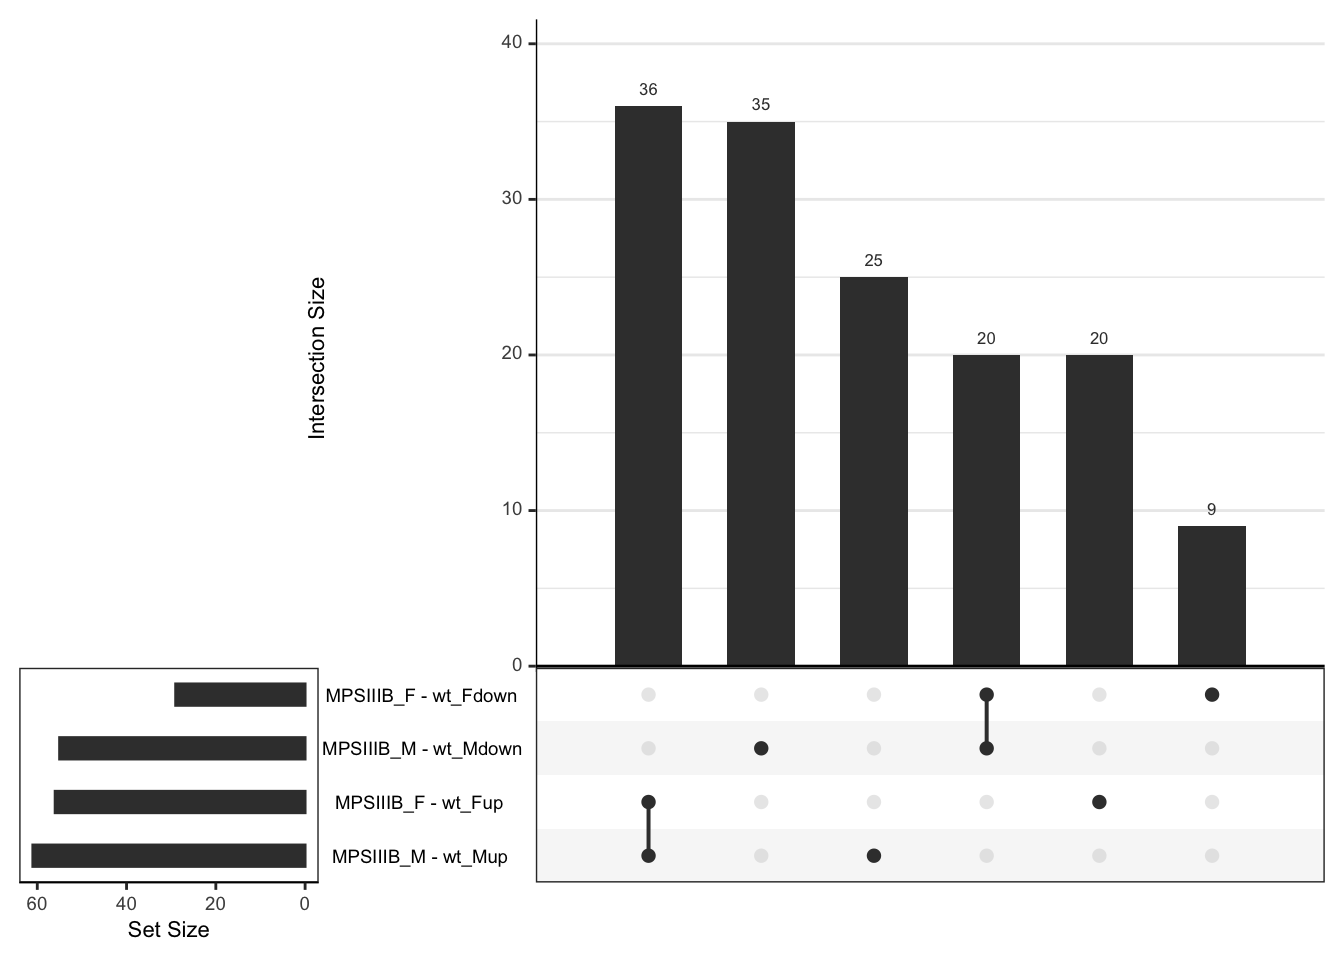 40
36
35
30
25
20
20
20
10
9
0
Intersection Size
MPSIIIB_F - wt_Fdown
MPSIIIB_M - wt_Mdown
MPSIIIB_F - wt_Fup
MPSIIIB_M - wt_Mup
60 40 20 0
Set Size